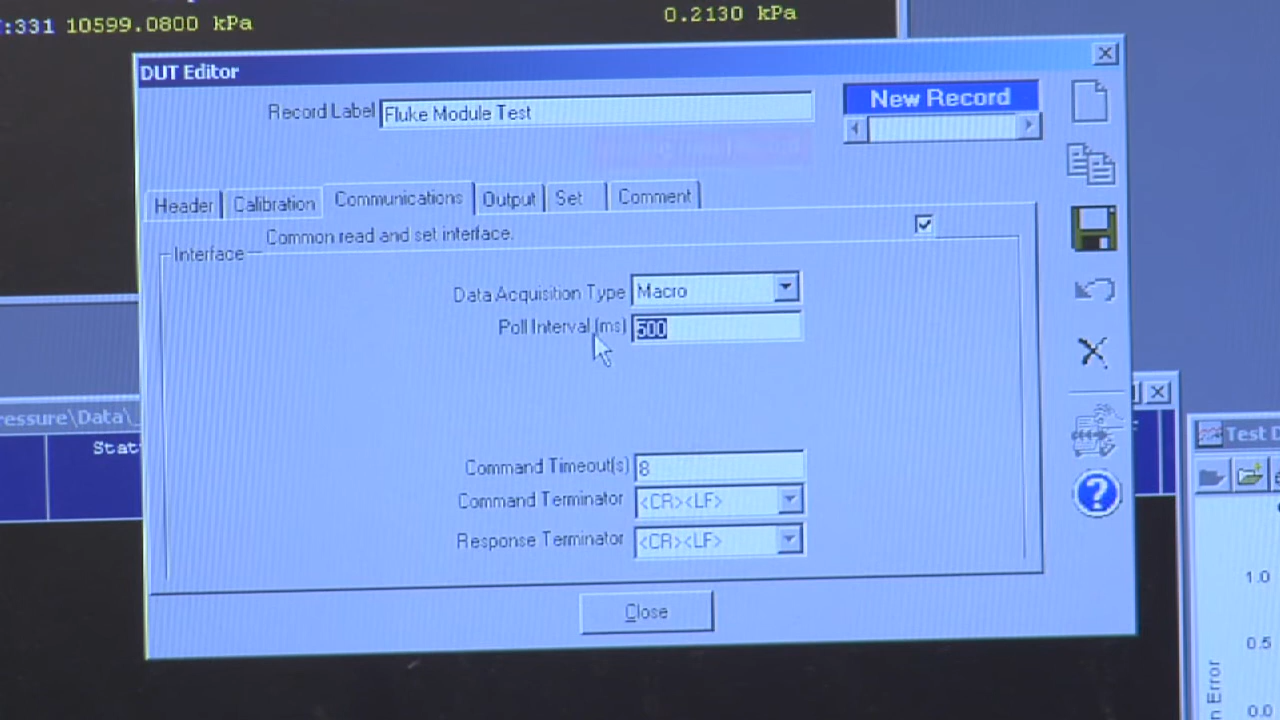 :331 10599.0800 kPa
0.2130 kPa
DUT Editor
Record Label Fluke Module Test
New Record
Header Calibration Communications Output Set Comment
Common read and set interface.
Interface
Data Acquisition Type Macro
Poll Interval (ms) 500
Command Timeout(s) 8
Command Terminator <CR><LF>
Response Terminator <CR><LF>
Close
ressure\Data\_
Stat
Test D
1.0
0.5
0.0
n Error